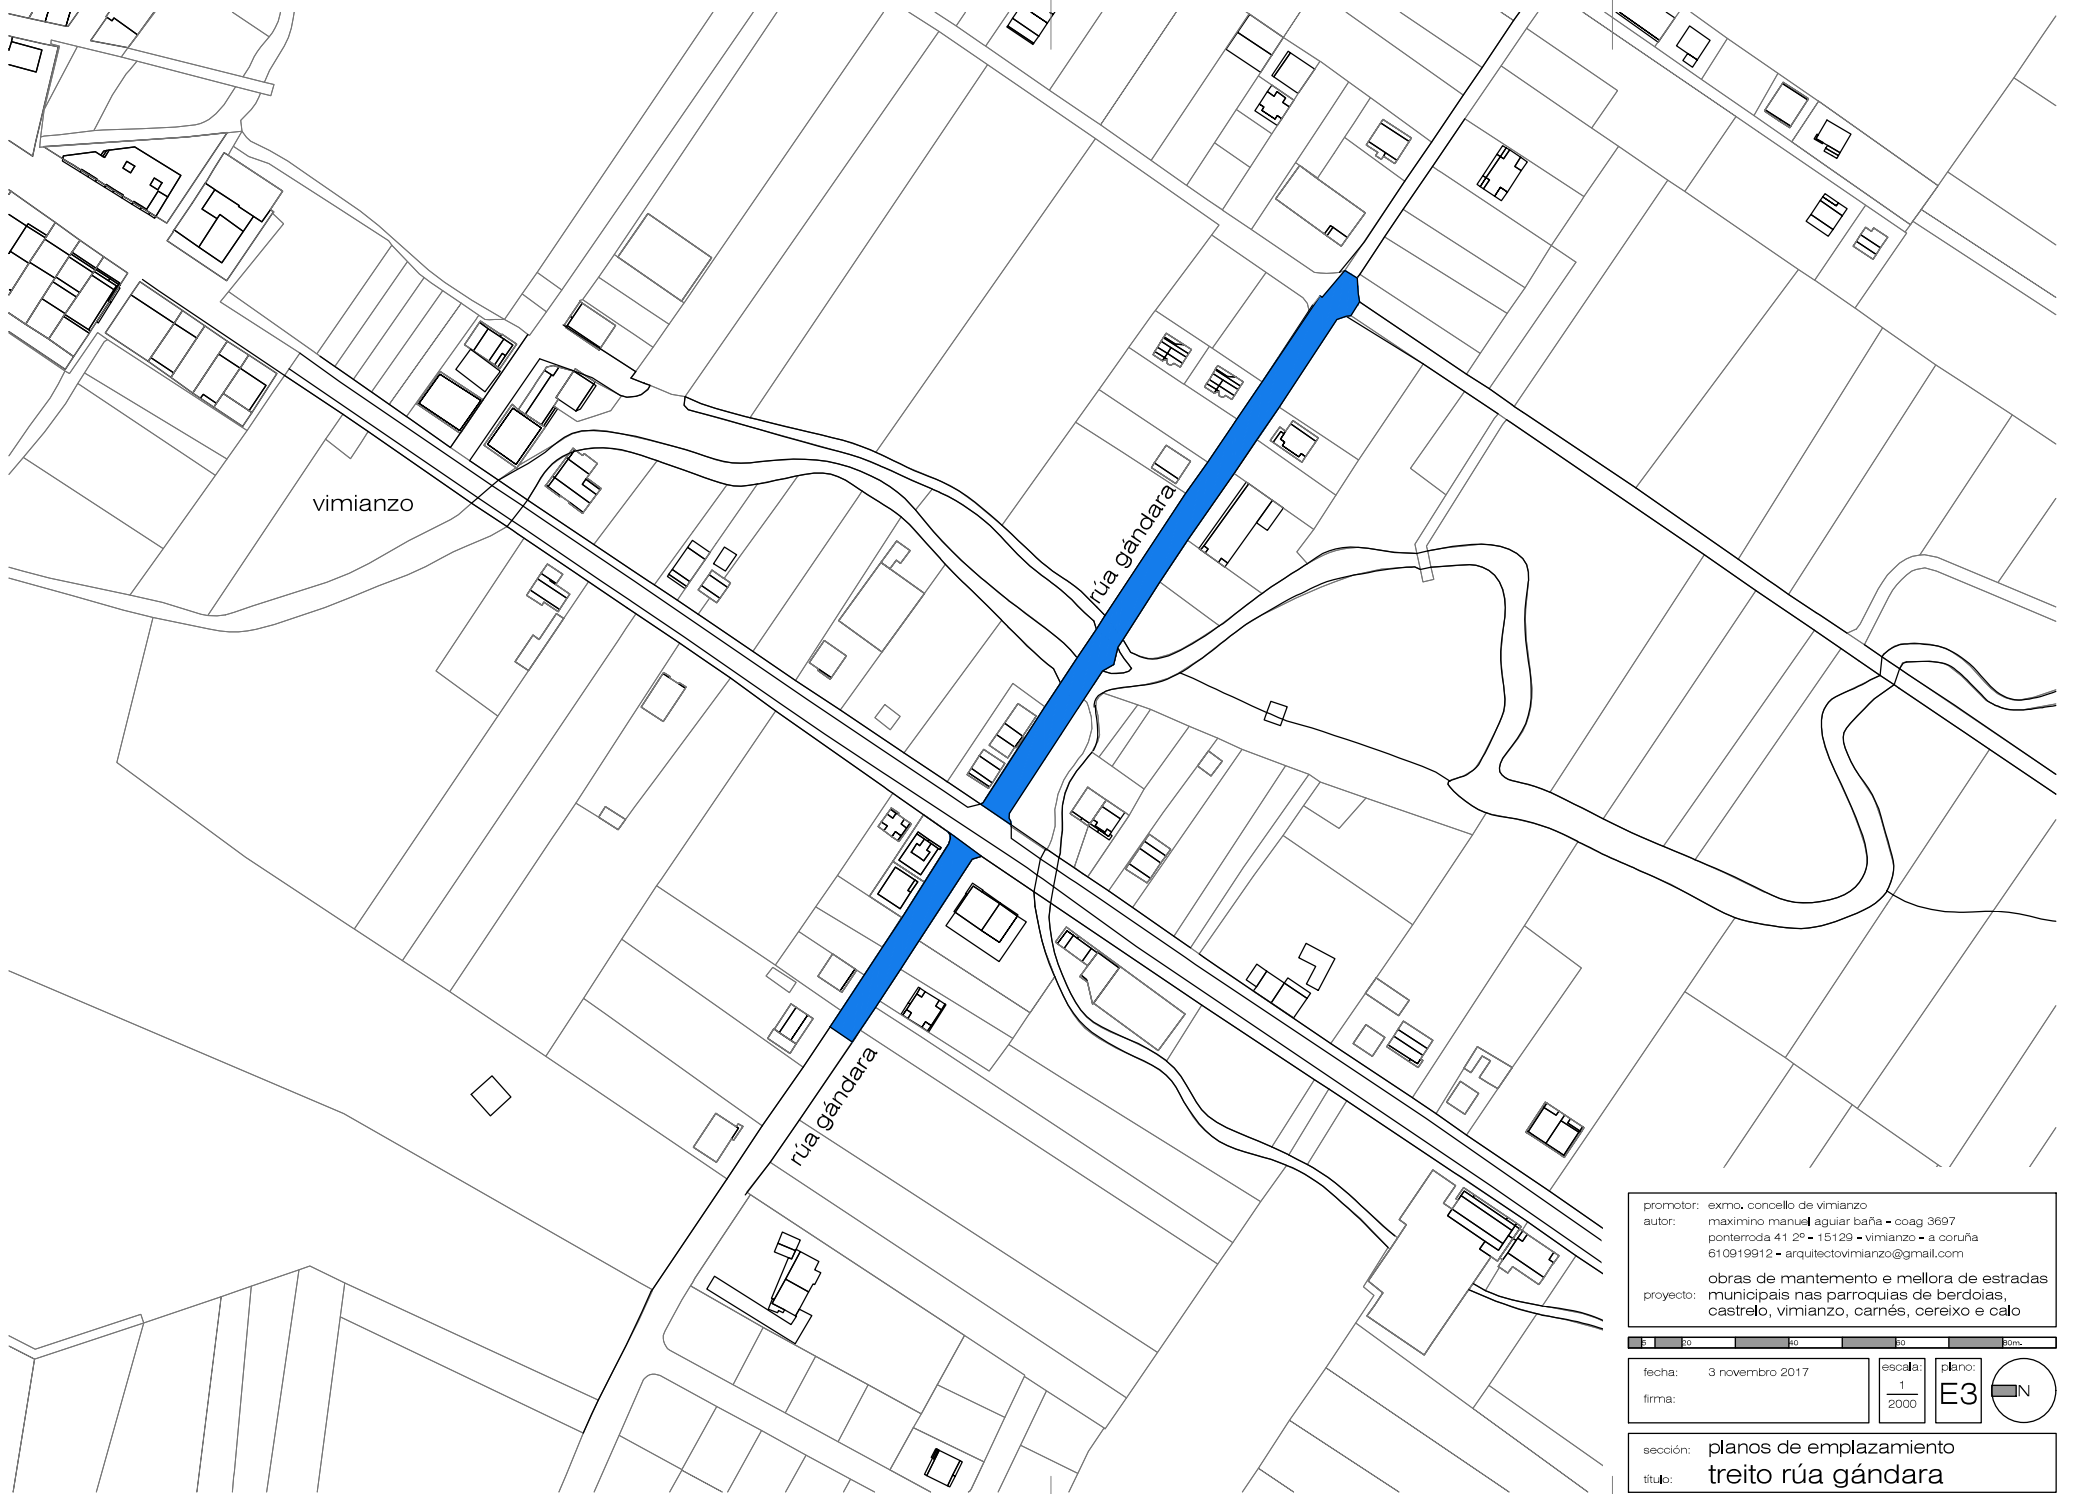 vimianzo
rúa gándara
rúa gándara
promotor: exmo. concello de vimianzo
autor: maximino manuel aguiar baña - coag 3697
ponterroda 41 2º - 15129 - vimianzo - a coruña
610919912 - arquitectovimianzo@gmail.com
proyecto: obras de mantemento e mellora de estradas
municipais nas parroquias de berdoias,
castrelo, vimianzo, carnés, cereixo e calo
5 20 40 60 80m.
fecha: 3 novembro 2017
firma:
escala:
1
2000
plano:
E3
N
sección: planos de emplazamiento
título: treito rúa gándara